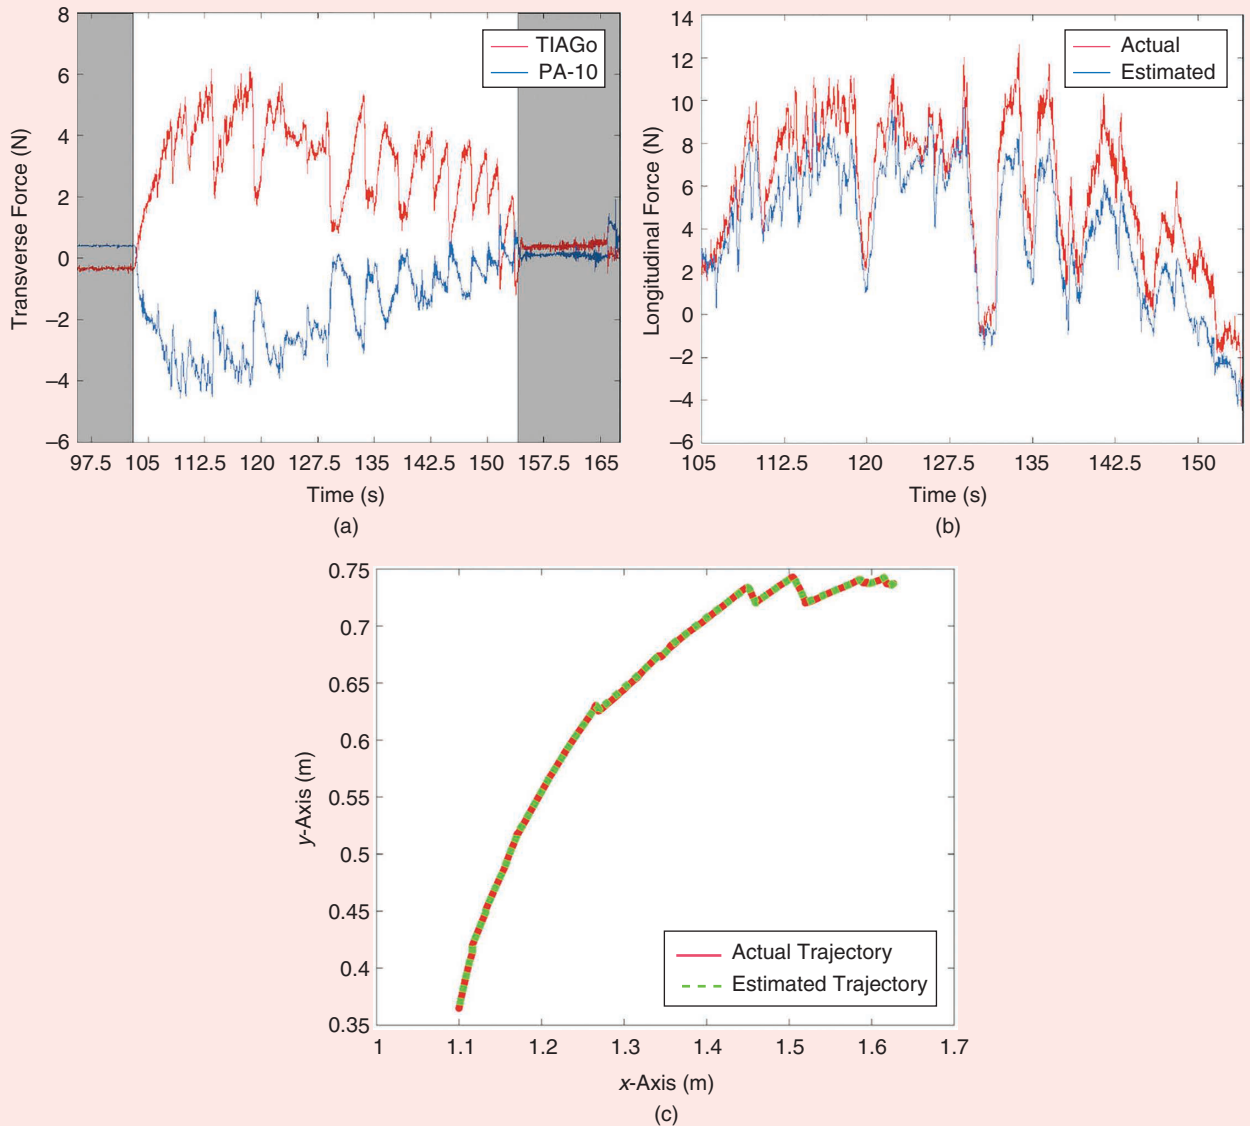 8
6
4
2
0
–2
–4
–6
Transverse Force (N)
TIAGo
PA-10
97.5 105 112.5 120 127.5 135 142.5 150 157.5 165
Time (s)
(a)
14
12
10
8
6
4
2
0
–2
–4
–6
Longitudinal Force (N)
Actual
Estimated
105 112.5 120 127.5 135 142.5 150
Time (s)
(b)
0.75
0.7
0.65
0.6
0.55
0.5
0.45
0.4
0.35
y-Axis (m)
Actual Trajectory
Estimated Trajectory
1 1.1 1.2 1.3 1.4 1.5 1.6 1.7
x-Axis (m)
(c)